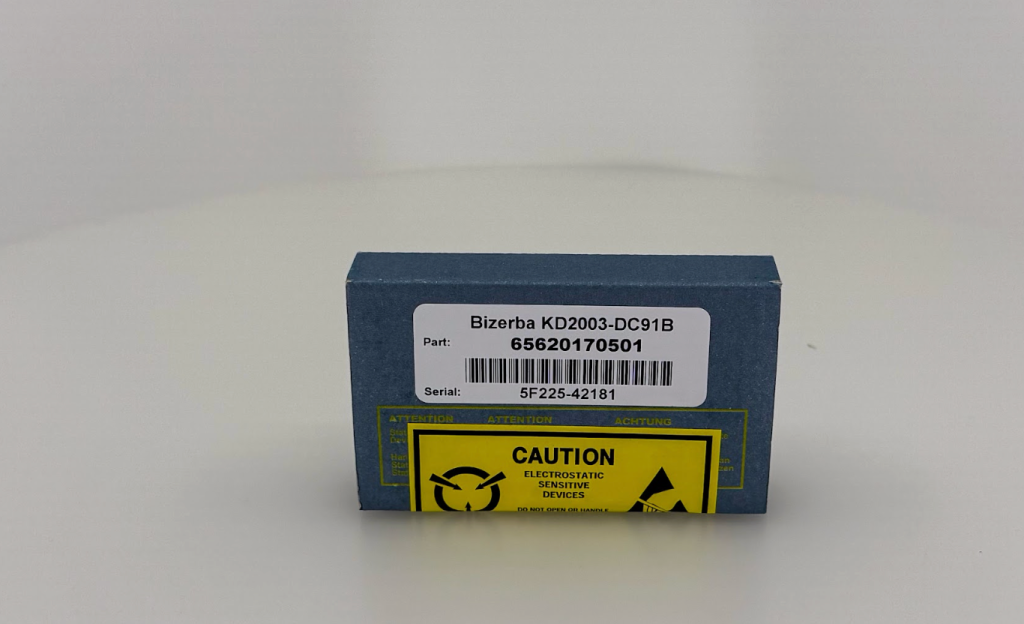 Bizerba KD2003-DC91B
Part: 65620170501
Serial: 5F225-42181
ATTENTION ATTENTION ACHTUNG
CAUTION
ELECTROSTATIC
SENSITIVE
DEVICES
DO NOT OPEN OR HANDLE